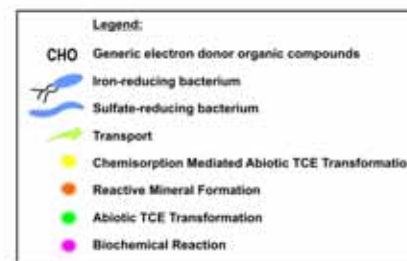 Legend:
CHO Generic electron donor organic compounds
Iron-reducing bacterium
Sulfate-reducing bacterium
Transport
Chemisorption Mediated Abiotic TCE Transformatio
Reactive Mineral Formation
Abiotic TCE Transformation
Biochemical Reaction